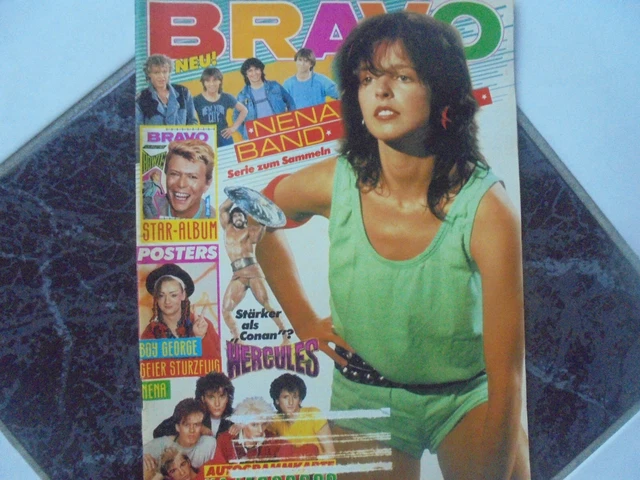 BRAVO
NEU!
NENA
BAND
Serie zum Sammeln
BRAVO
STAR-ALBUM
POSTERS
BOY GEORGE
GEIER STURZFLUG
NENA
Stärker
als
Conan"?
HERCULES
AUTOGRAMMKARTE